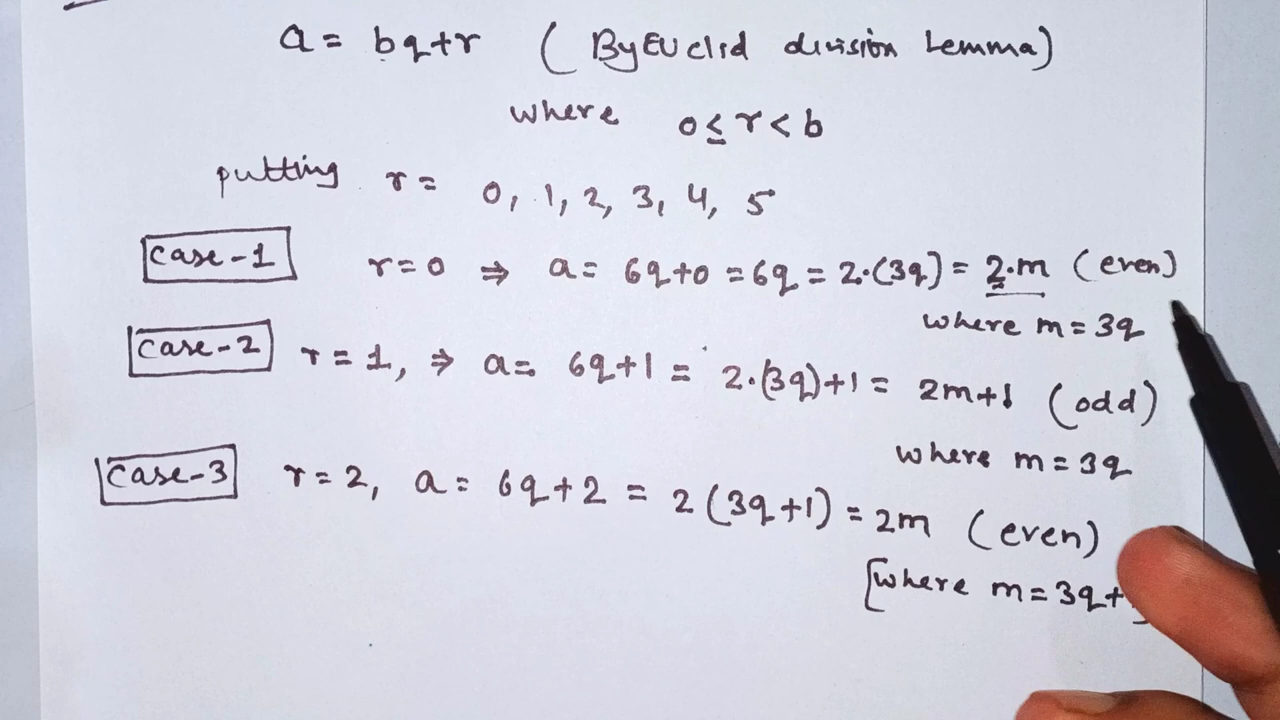 a = bq+r (By EUclid division Lemma)
where 0≤r<b
putting r = 0, 1, 2, 3, 4, 5
Case-1 r=0 ⇒ a= 6q+0 = 6q = 2·(3q) = 2·m (even)
where m=3q
Case-2 r=1, ⇒ a= 6q+1 = 2·(3q)+1 = 2m+1 (odd)
where m=3q
Case-3 r=2, a= 6q+2 = 2(3q+1) = 2m (even)
[where m=3q+